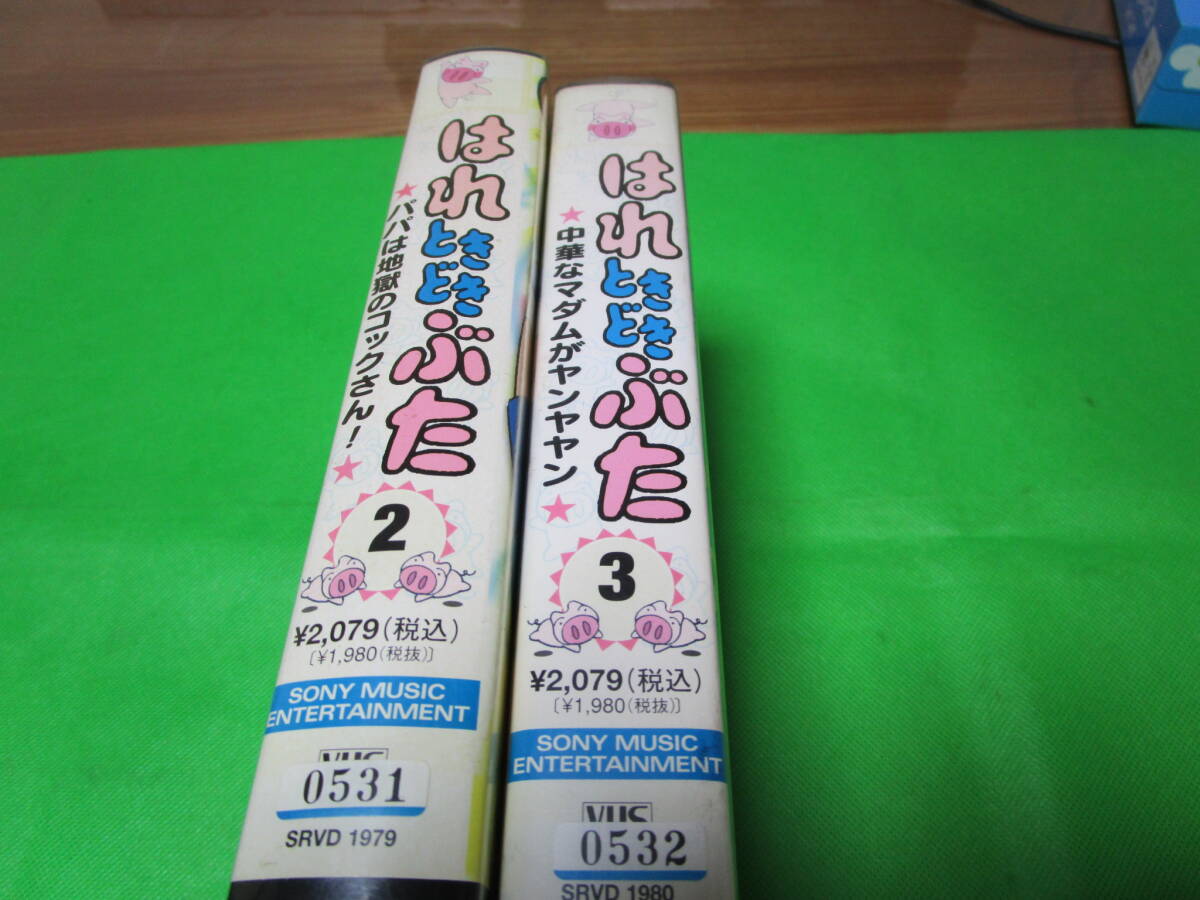 はれときどきぶた
★パパは地獄のコックさん!★
2
¥2,079(税込)
〔¥1,980(税抜)〕
SONY MUSIC
ENTERTAINMENT
VHS
0531
SRVD 1979
はれときどきぶた
★中華なマダムがヤンヤヤン★
3
¥2,079(税込)
〔¥1,980(税抜)〕
SONY MUSIC
ENTERTAINMENT
VHS
0532
SRVD 1980